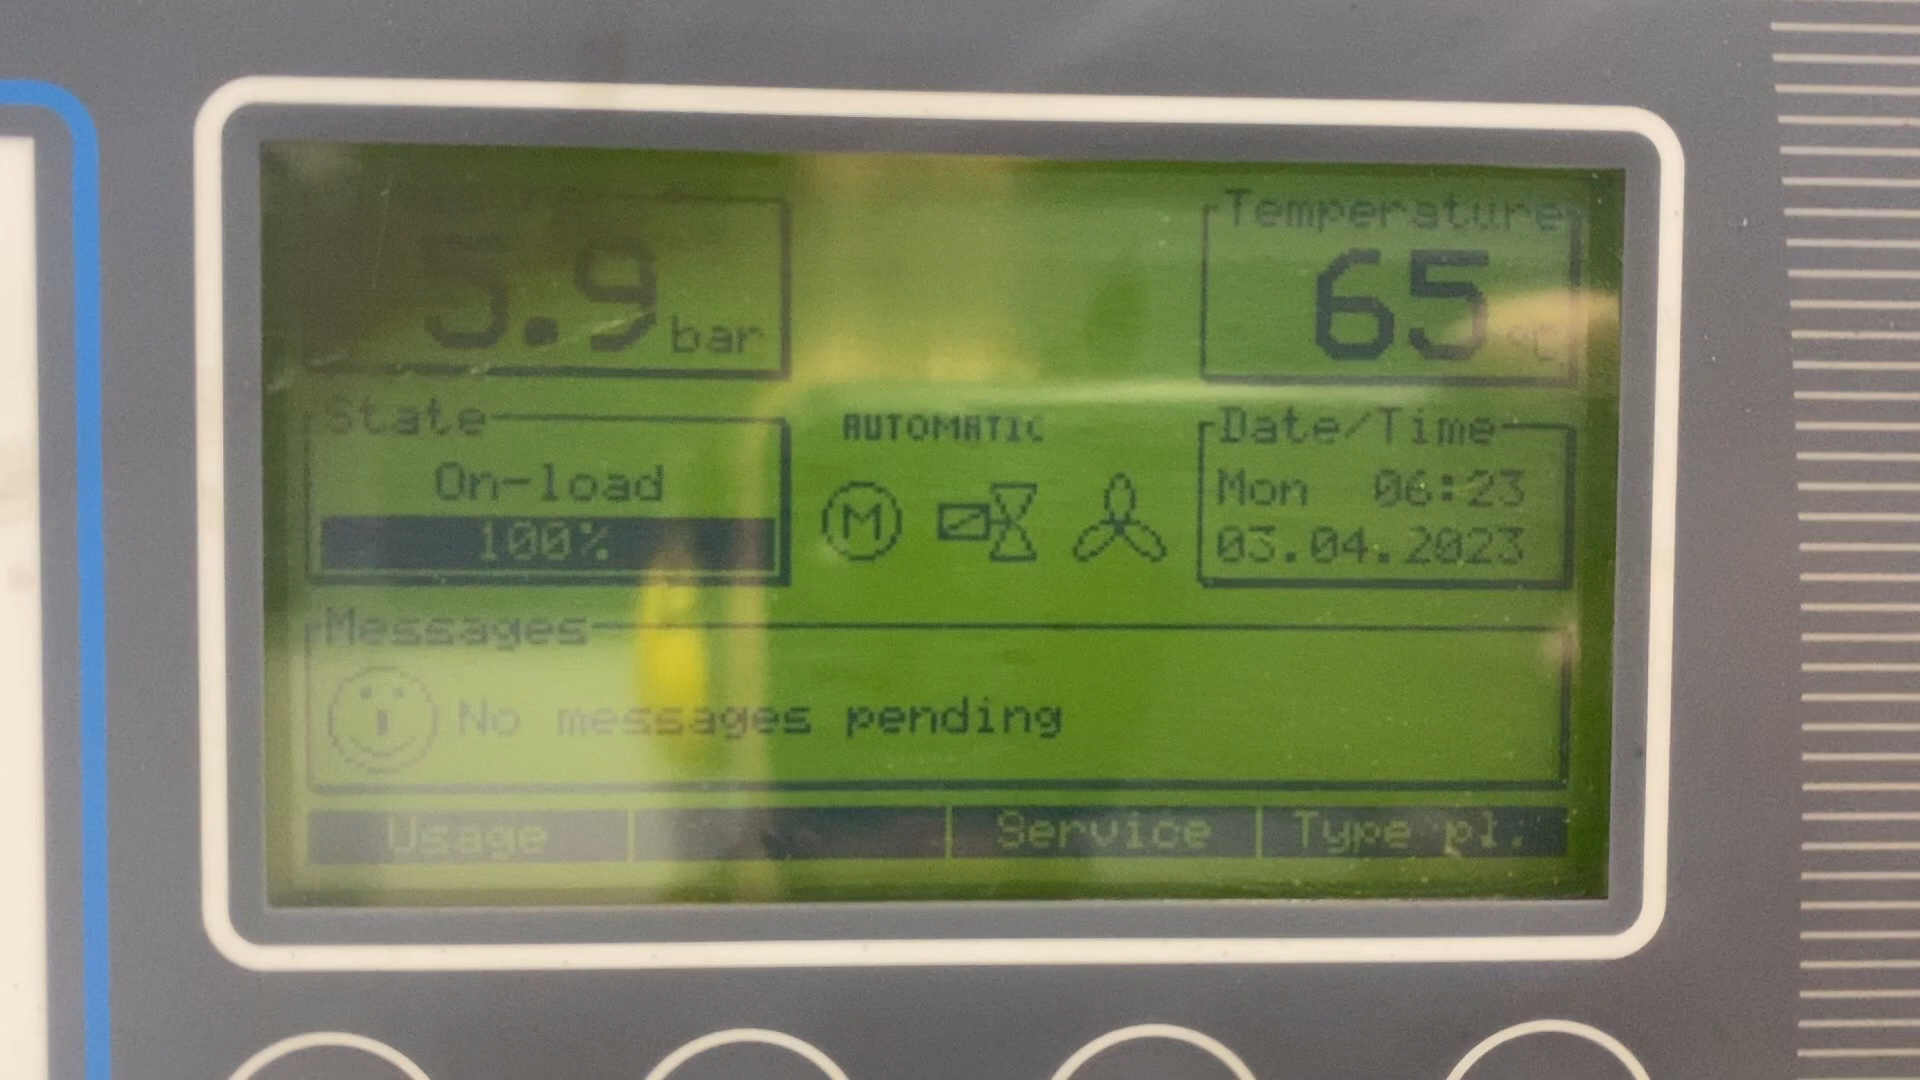 5.9 bar
Temperature
65 °C
State
On-load
100%
AUTOMATIC
M
Date/Time
Mon 06:23
03.04.2023
Messages
No messages pending
Usage
Service
Type pl.